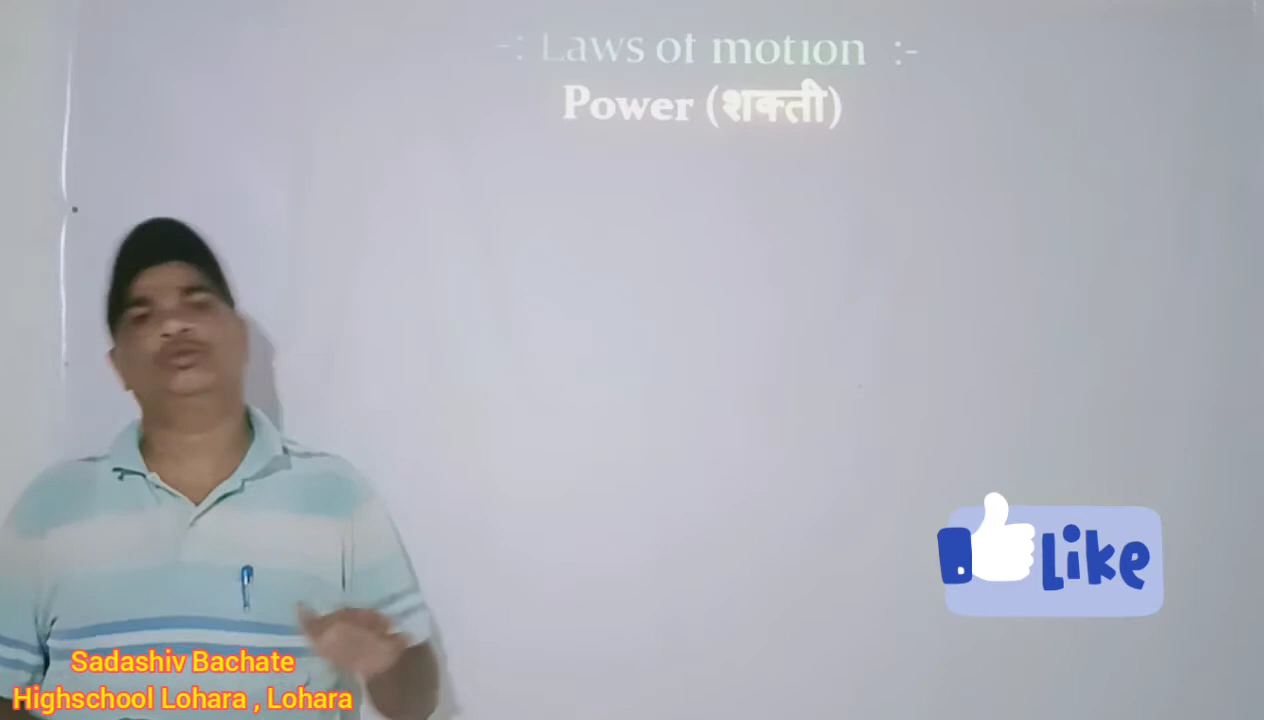 -: Laws of motion :-
Power (शक्ती)
Like
Sadashiv Bachate
Highschool Lohara , Lohara